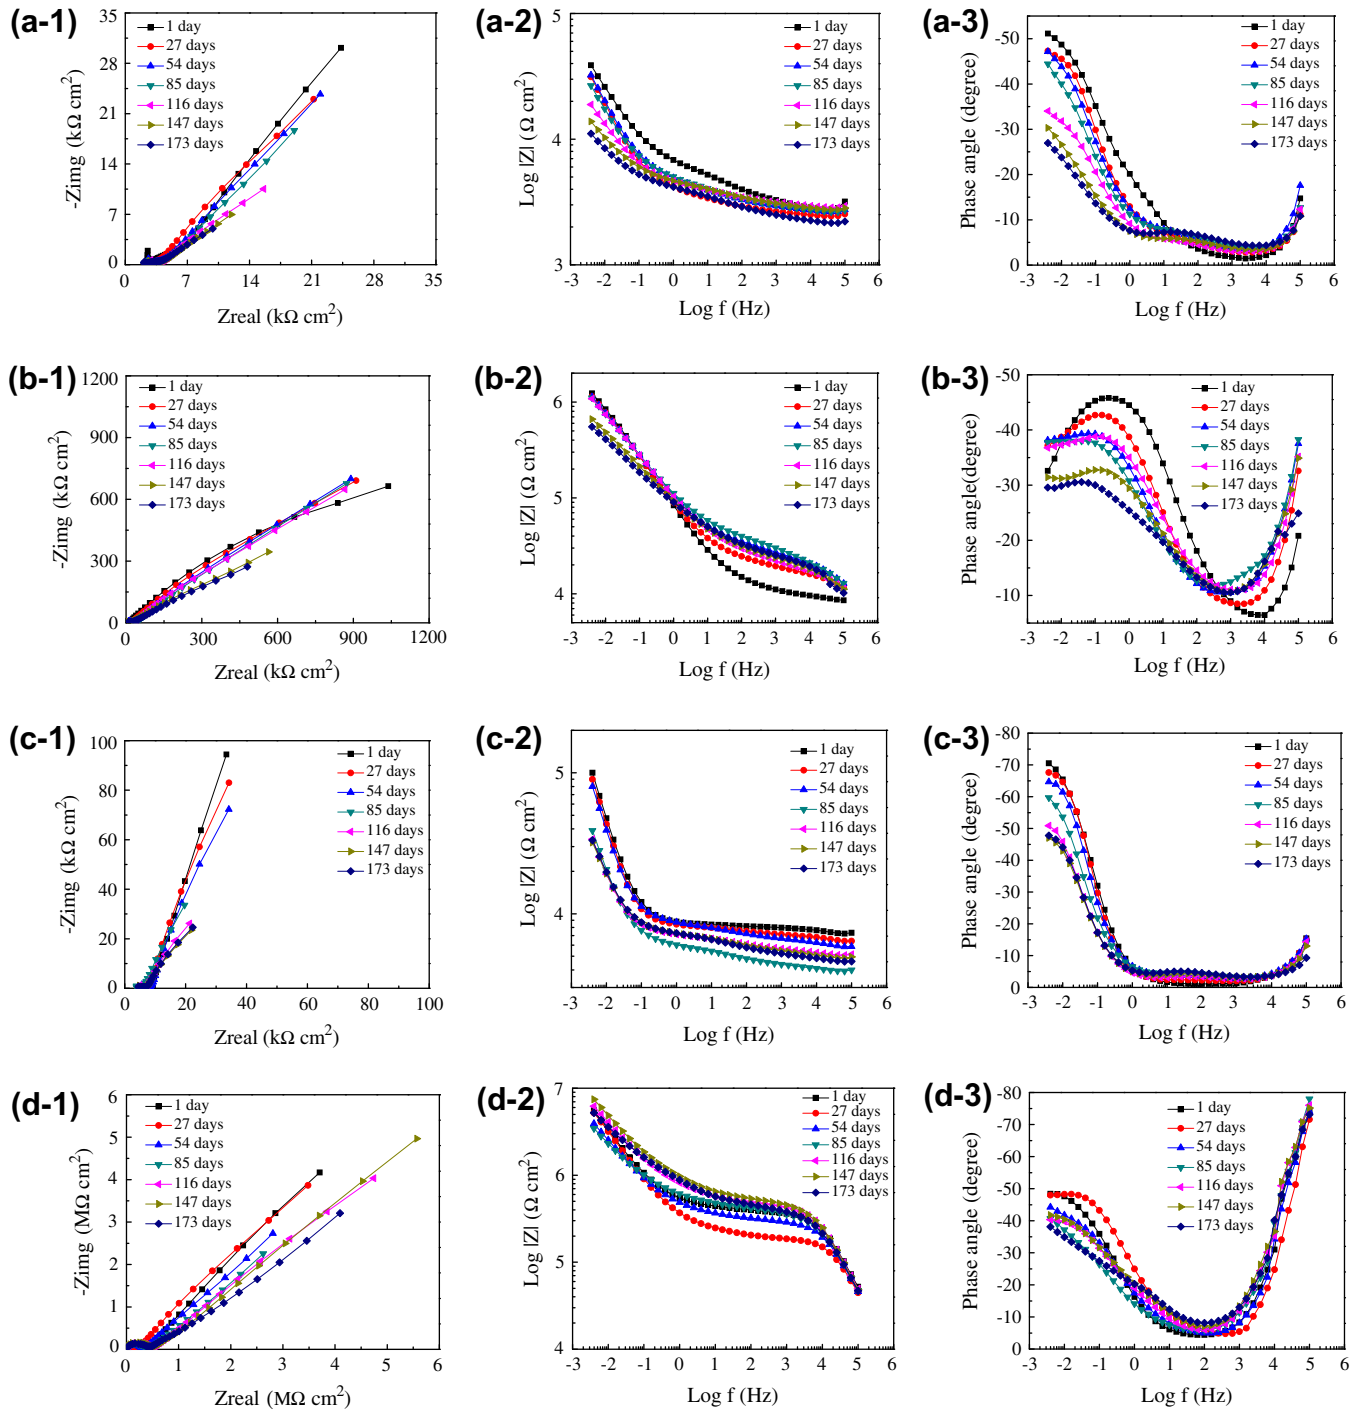 (a-1)
35
28
21
14
7
0
7
14
21
28
35
-Zimg (kΩ cm²)
Zreal (kΩ cm²)
1 day
27 days
54 days
85 days
116 days
147 days
173 days
(a-2)
5
4
3
-3 -2 -1 0 1 2 3 4 5 6
Log |Z| (Ω cm²)
Log f (Hz)
1 day
27 days
54 days
85 days
116 days
147 days
173 days
(a-3)
-50
-40
-30
-20
-10
0
-3 -2 -1 0 1 2 3 4 5 6
Phase angle (degree)
Log f (Hz)
1 day
27 days
54 days
85 days
116 days
147 days
173 days
(b-1)
1200
900
600
300
0
300 600 900 1200
-Zimg (kΩ cm²)
Zreal (kΩ cm²)
1 day
27 days
54 days
85 days
116 days
147 days
173 days
(b-2)
6
5
4
-3 -2 -1 0 1 2 3 4 5 6
Log |Z| (Ω cm²)
Log f (Hz)
1 day
27 days
54 days
85 days
116 days
147 days
173 days
(b-3)
-50
-40
-30
-20
-10
-3 -2 -1 0 1 2 3 4 5 6
Phase angle(degree)
Log f (Hz)
1 day
27 days
54 days
85 days
116 days
147 days
173 days
(c-1)
100
80
60
40
20
0
0 20 40 60 80 100
-Zimg (kΩ cm²)
Zreal (kΩ cm²)
1 day
27 days
54 days
85 days
116 days
147 days
173 days
(c-2)
5
4
-3 -2 -1 0 1 2 3 4 5 6
Log |Z| (Ω cm²)
Log f (Hz)
1 day
27 days
54 days
85 days
116 days
147 days
173 days
(c-3)
-80
-70
-60
-50
-40
-30
-20
-10
0
-3 -2 -1 0 1 2 3 4 5 6
Phase angle (degree)
Log f (Hz)
1 day
27 days
54 days
85 days
116 days
147 days
173 days
(d-1)
6
5
4
3
2
1
0
0 1 2 3 4 5 6
-Zimg (MΩ cm²)
Zreal (MΩ cm²)
1 day
27 days
54 days
85 days
116 days
147 days
173 days
(d-2)
7
6
5
4
-3 -2 -1 0 1 2 3 4 5 6
Log |Z| (Ω cm²)
Log f (Hz)
1 day
27 days
54 days
85 days
116 days
147 days
173 days
(d-3)
-80
-70
-60
-50
-40
-30
-20
-10
0
-3 -2 -1 0 1 2 3 4 5 6
Phase angle (degree)
Log f (Hz)
1 day
27 days
54 days
85 days
116 days
147 days
173 days